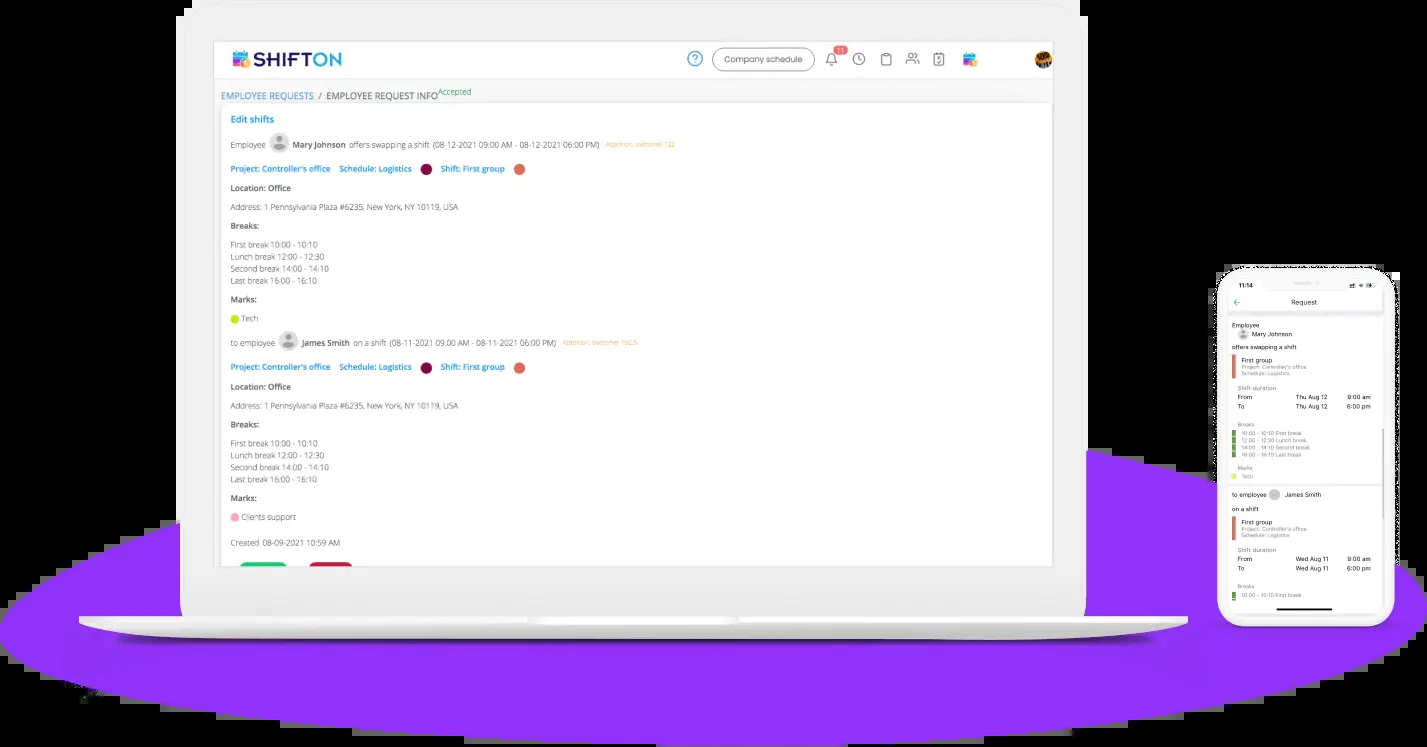 SHIFTON
Company schedule
11
EMPLOYEE REQUESTS / EMPLOYEE REQUEST INFO Accepted
Edit shifts
Employee Mary Johnson offers swapping a shift (08-12-2021 09:00 AM - 08-12-2021 06:00 PM) Attention, overtime! 122
Project: Controller's office Schedule: Logistics Shift: First group
Location: Office
Address: 1 Pennsylvania Plaza #6235, New York, NY 10119, USA
Breaks:
First break 10:00 - 10:10
Lunch break 12:00 - 12:30
Second break 14:00 - 14:10
Last break 16:00 - 16:10
Marks:
Tech
to employee James Smith on a shift (08-11-2021 09:00 AM - 08-11-2021 06:00 PM) Attention, overtime!
Project: Controller's office Schedule: Logistics Shift: First group
Location: Office
Address: 1 Pennsylvania Plaza #6235, New York, NY 10119, USA
Breaks:
First break 10:00 - 10:10
Lunch break 12:00 - 12:30
Second break 14:00 - 14:10
Last break 16:00 - 16:10
Marks:
Clients support
Created 08-09-2021 10:59 AM
11:14
Request
Employee
Mary Johnson
offers swapping a shift
First group
Project: Controller's office
Schedule: Logistics
Shift duration
From Thu Aug 12 9:00 am
To Thu Aug 12 6:00 pm
Breaks
10:00 - 10:10 First break
12:00 - 12:30 Lunch break
14:00 - 14:10 Second break
16:00 - 16:10 Last break
Marks
Tech
to employee James Smith
on a shift
First group
Project: Controller's office
Schedule: Logistics
Shift duration
From Wed Aug 11 9:00 am
To Wed Aug 11 6:00 pm
Breaks
10:00 - 10:10 First break